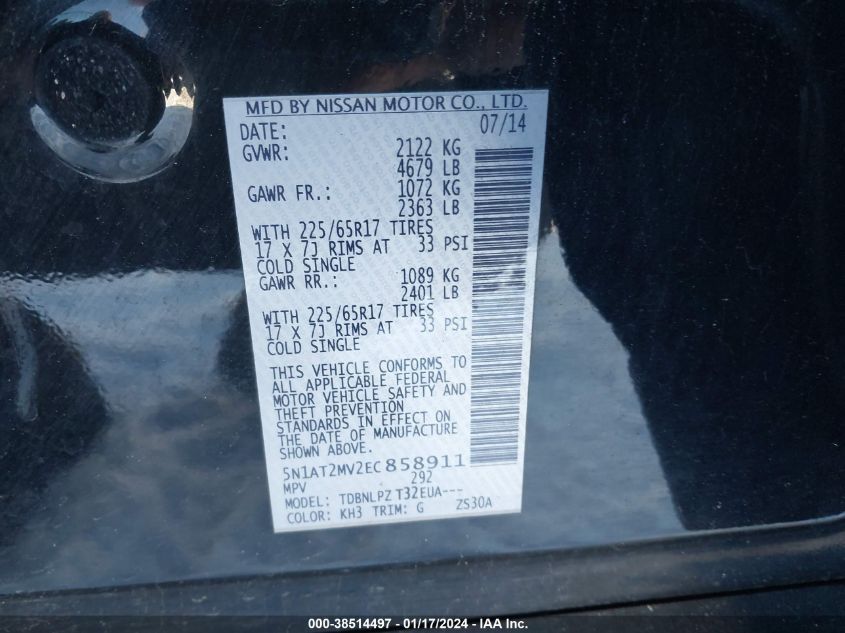 MFD BY NISSAN MOTOR CO., LTD.
DATE: 07/14
GVWR: 2122 KG
4679 LB
GAWR FR.: 1072 KG
2363 LB
WITH 225/65R17 TIRES
17 X 7J RIMS AT 33 PSI
COLD SINGLE
GAWR RR.: 1089 KG
2401 LB
WITH 225/65R17 TIRES
17 X 7J RIMS AT 33 PSI
COLD SINGLE
THIS VEHICLE CONFORMS TO
ALL APPLICABLE FEDERAL
MOTOR VEHICLE SAFETY AND
THEFT PREVENTION
STANDARDS IN EFFECT ON
THE DATE OF MANUFACTURE
SHOWN ABOVE.
5N1AT2MV2EC858911
MPV 292
MODEL: TDBNLPZ T32EUA---
COLOR: KH3 TRIM: G ZS30A
000-38514497 - 01/17/2024 - IAA Inc.